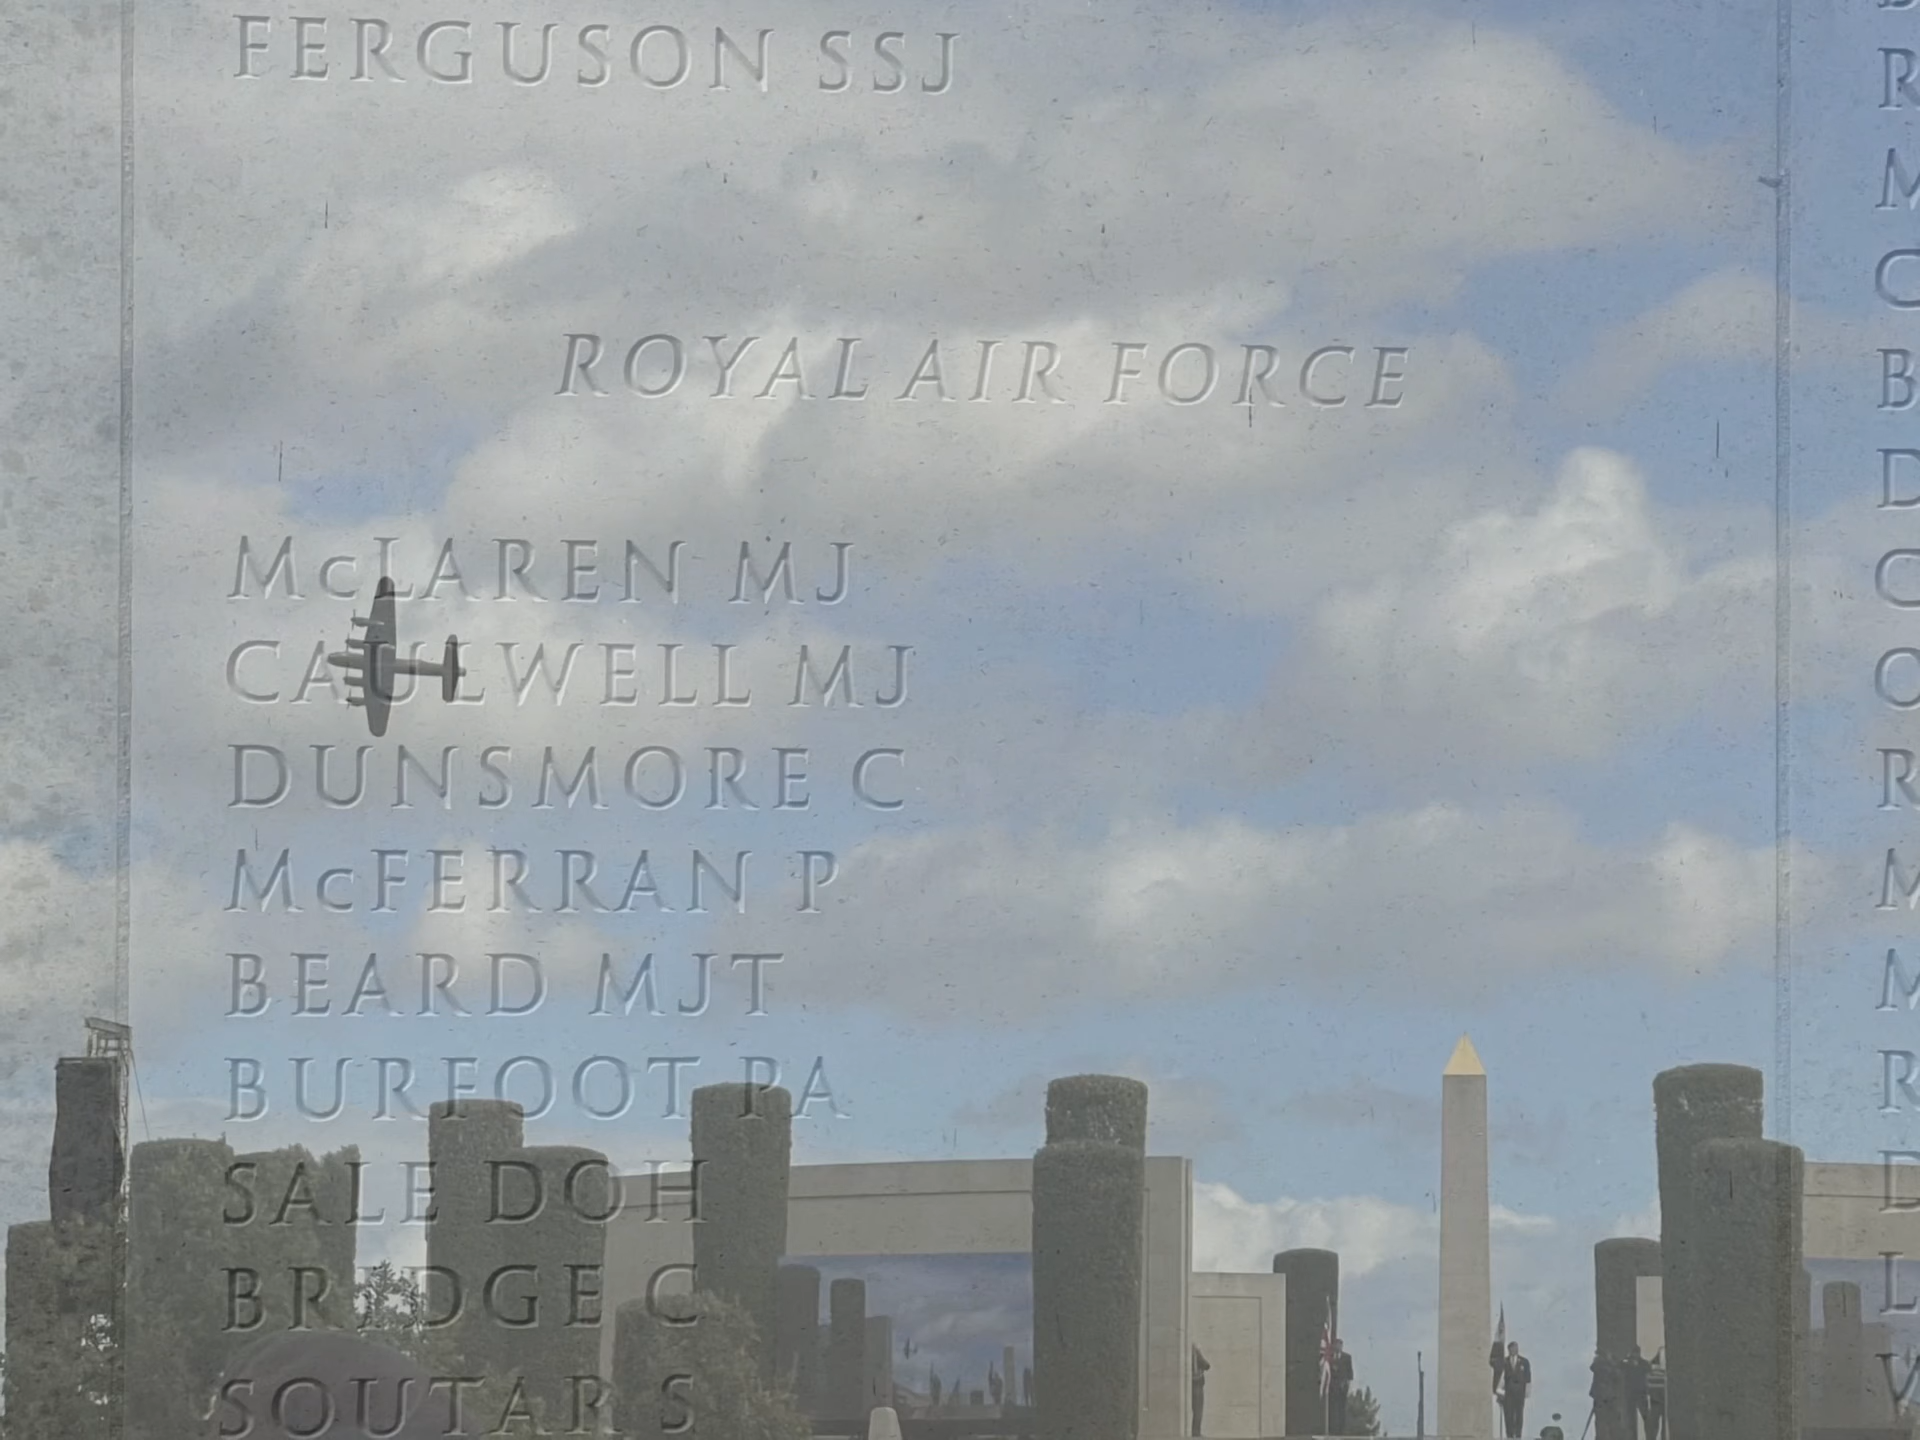 FERGUSON SSJ
ROYAL AIR FORCE
McLAREN MJ
CAULWELL MJ
DUNSMORE C
McFERRAN P
BEARD MJT
BURFOOT PA
SALE DOH
BRIDGE C
SOUTAR S